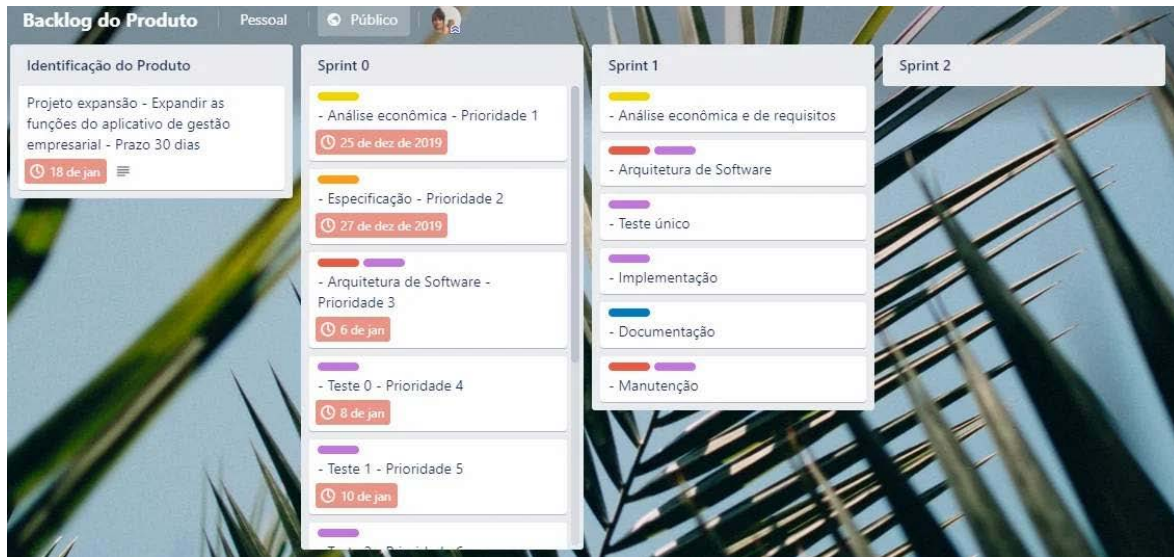 Backlog do Produto
Pessoal
Público
Identificação do Produto
Projeto expansão - Expandir as
funções do aplicativo de gestão
empresarial - Prazo 30 dias
18 de jan
Sprint 0
- Análise econômica - Prioridade 1
25 de dez de 2019
- Especificação - Prioridade 2
27 de dez de 2019
- Arquitetura de Software -
Prioridade 3
6 de jan
- Teste 0 - Prioridade 4
8 de jan
- Teste 1 - Prioridade 5
10 de jan
Sprint 1
- Análise econômica e de requisitos
- Arquitetura de Software
- Teste único
- Implementação
- Documentação
- Manutenção
Sprint 2